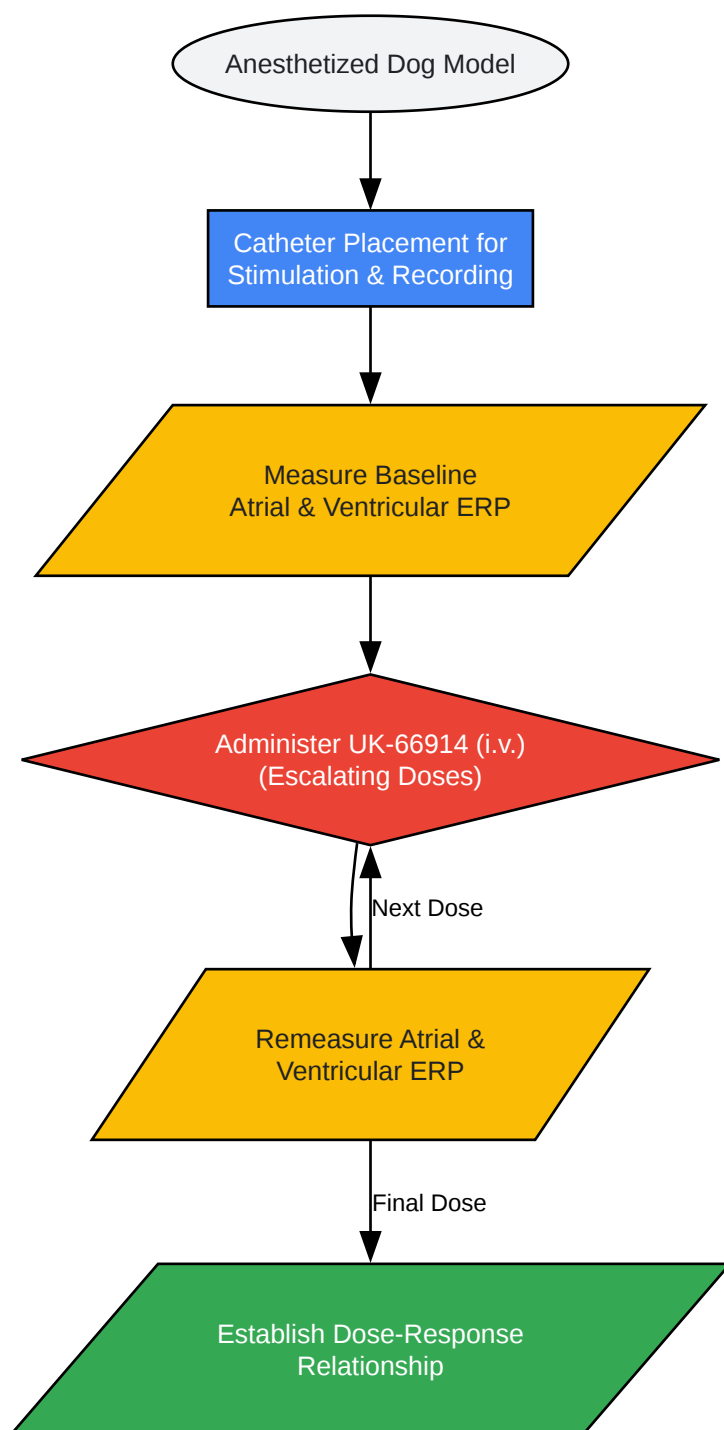 Anesthetized Dog Model
Catheter Placement for
Stimulation & Recording
Measure Baseline
Atrial & Ventricular ERP
Administer UK-66914 (i.v.)
(Escalating Doses)
Next Dose
Remeasure Atrial &
Ventricular ERP
Final Dose
Establish Dose-Response
Relationship